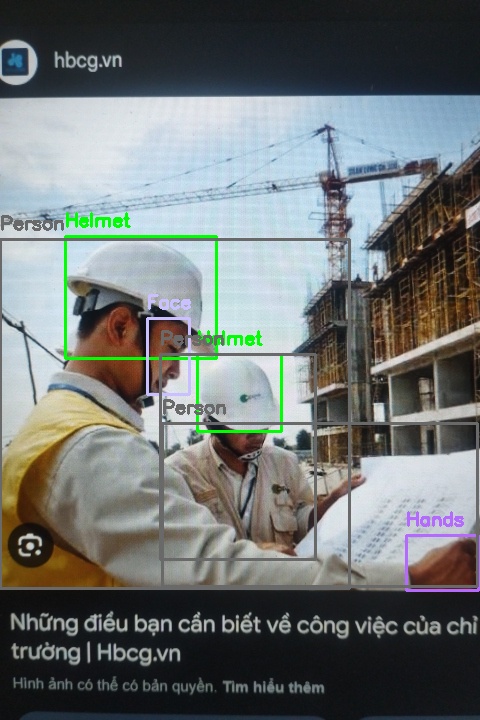 hbcg.vn
Person
Helmet
Face
Person
Helmet
Person
Hands
Những điều bạn cần biết về công việc của chỉ
trường | Hbcg.vn
Hình ảnh có thể có bản quyền. Tìm hiểu thêm